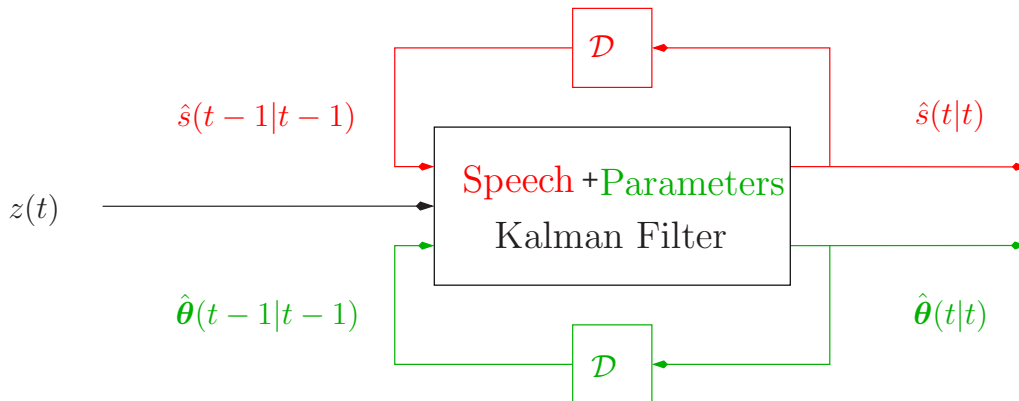 𝒟
ŝ(t − 1|t − 1)
ŝ(t|t)
Speech +Parameters
z(t)
Kalman Filter
𝛉̂(t − 1|t − 1)
𝛉̂(t|t)
𝒟